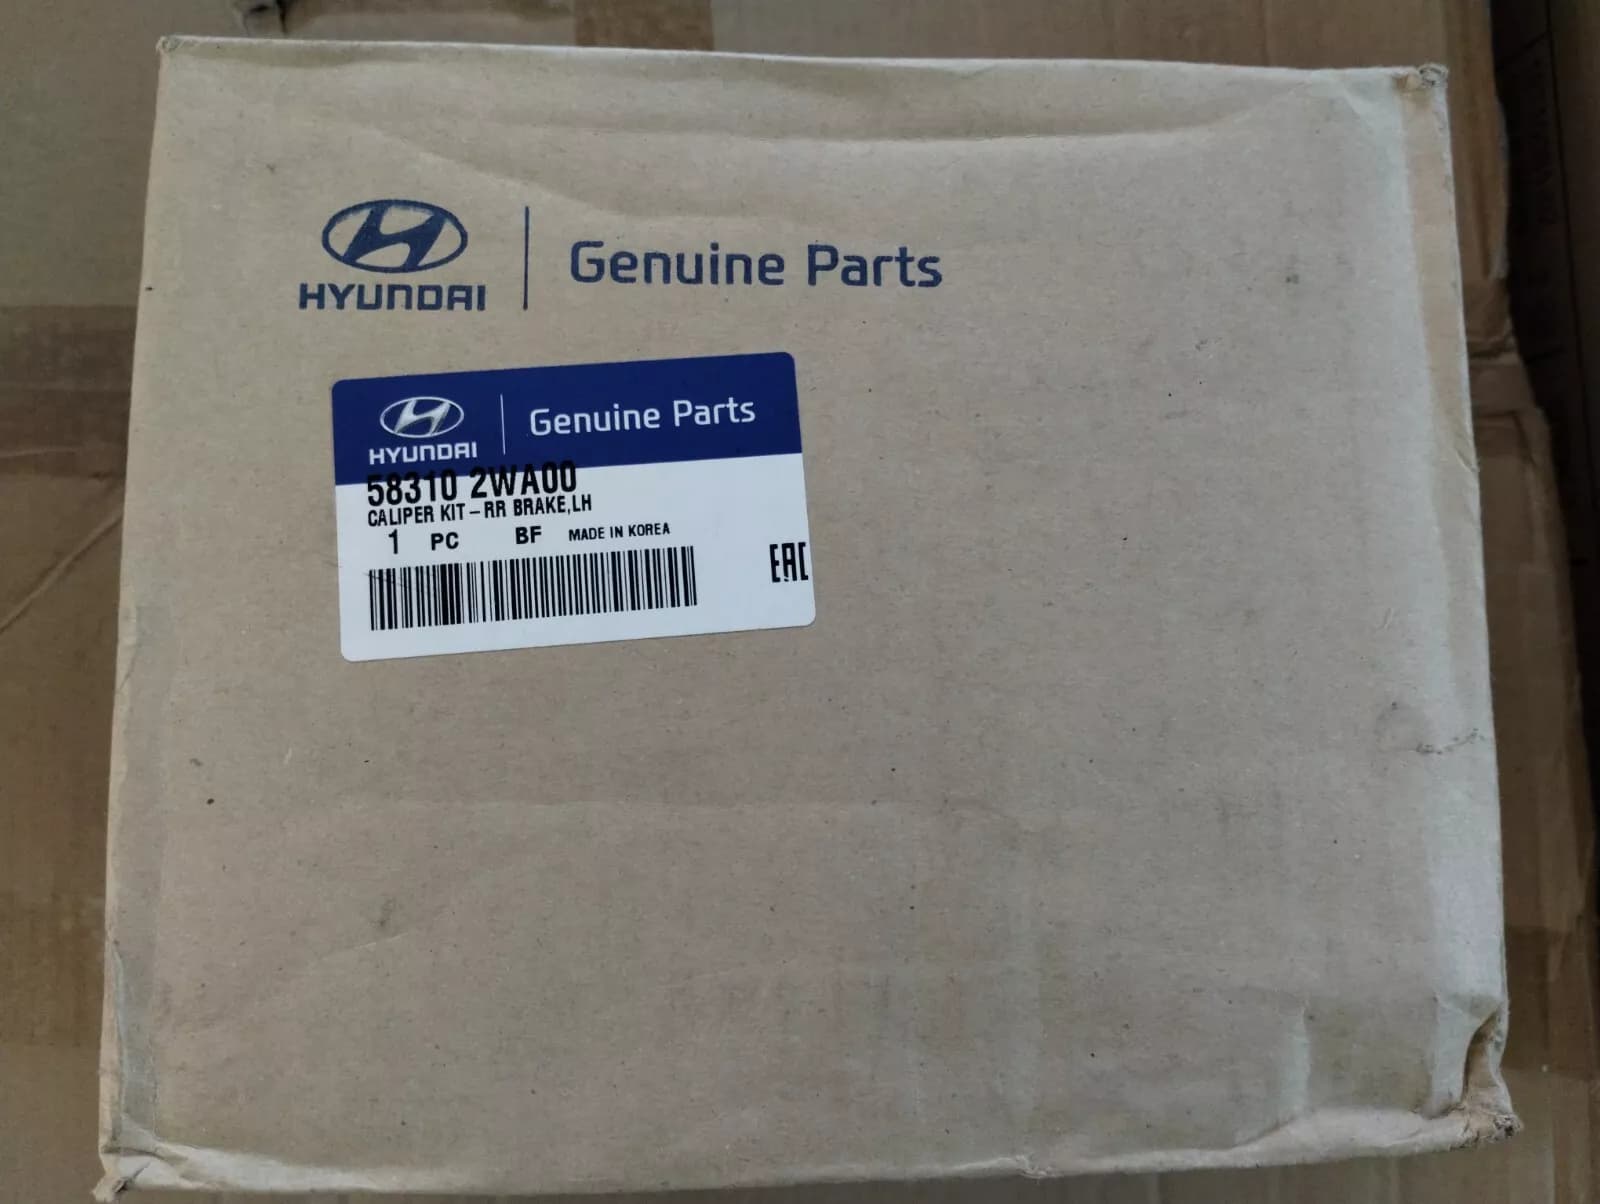 HYUNDAI
Genuine Parts
HYUNDAI
Genuine Parts
58310 2WA00
CALIPER KIT-RR BRAKE,LH
1 PC BF MADE IN KOREA
EAC